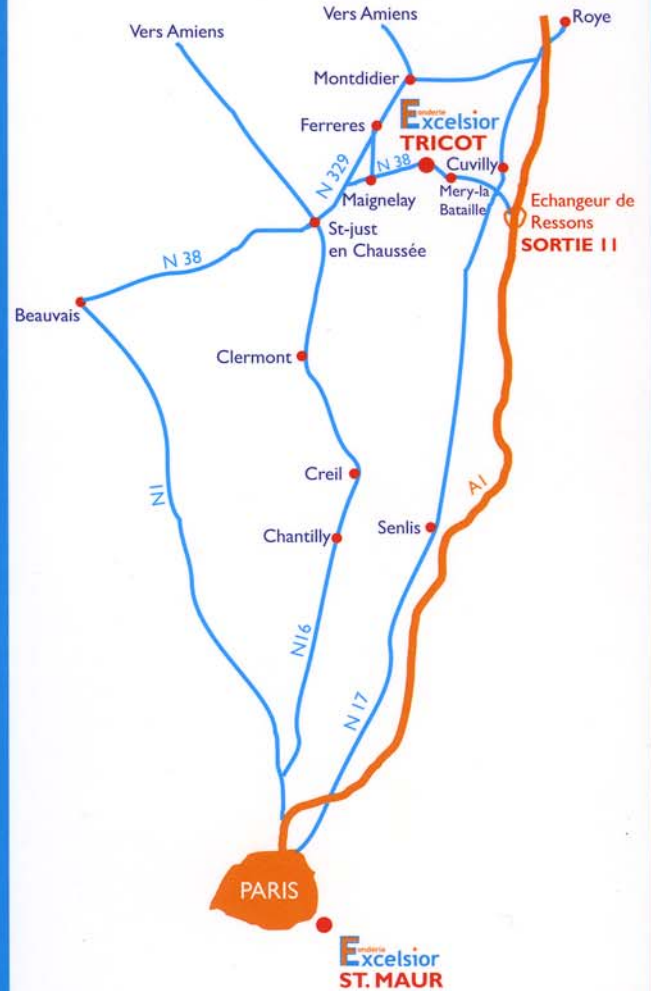 Vers Amiens
Vers Amiens
Roye
Montdidier
Fonderie
Excelsior
TRICOT
Ferreres
N 329
N 38
Cuvilly
Maignelay
Mery-la
Bataille
Echangeur de
Ressons
SORTIE 11
St-just
en Chaussée
N 38
Beauvais
Clermont
Creil
A1
Chantilly
Senlis
N1
N16
N 17
PARIS
Fonderie
Excelsior
ST. MAUR